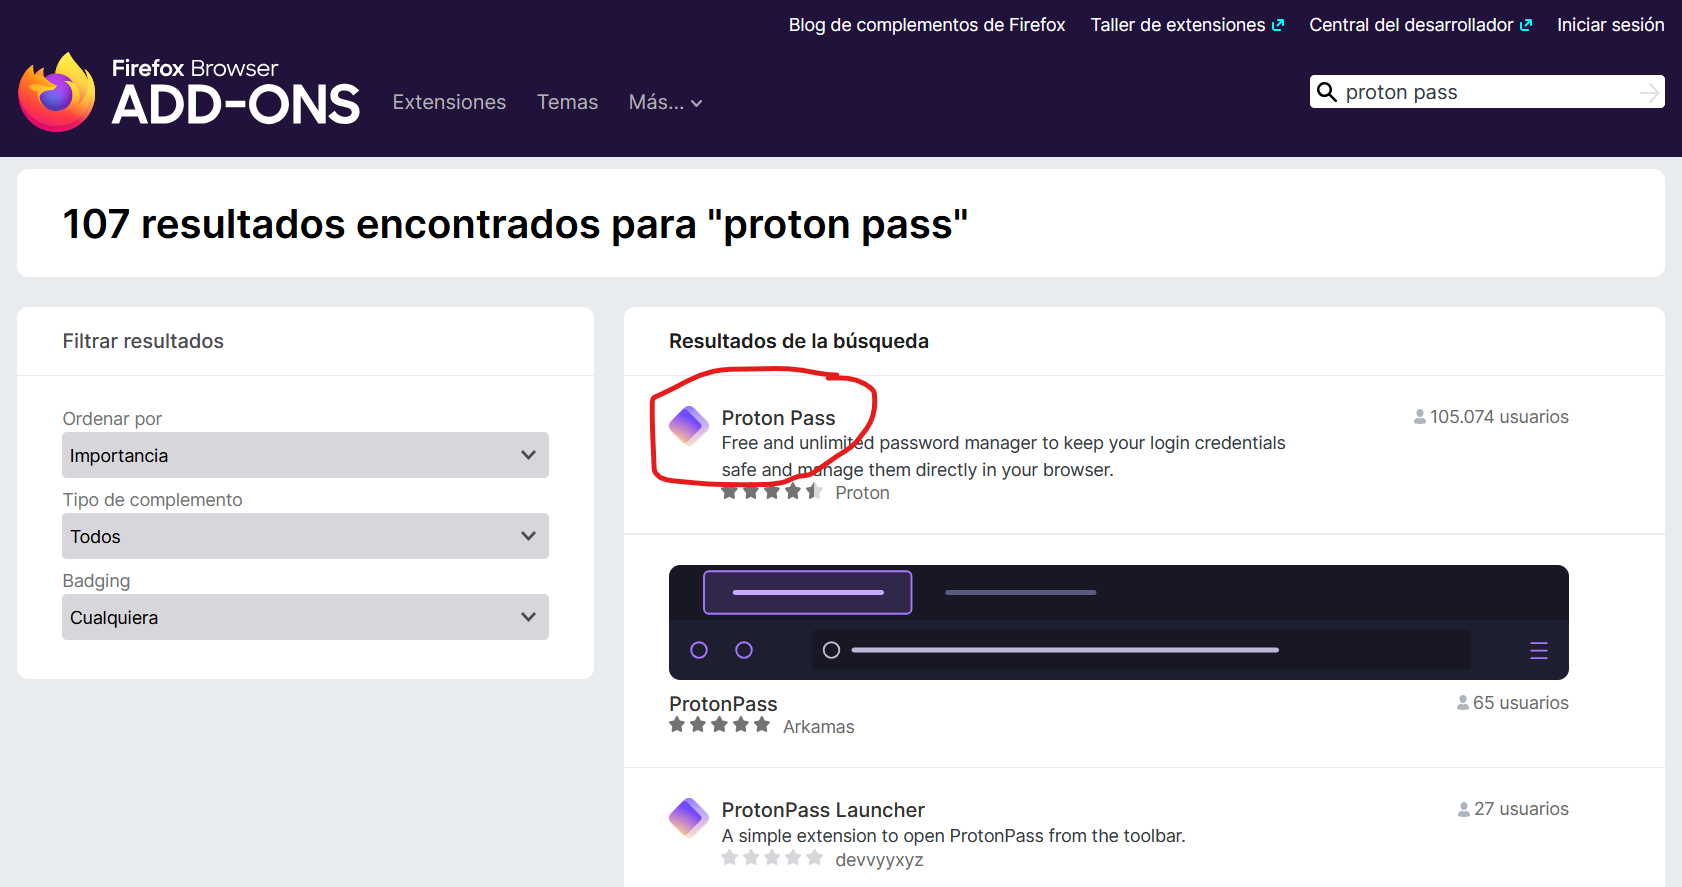 Blog de complementos de Firefox Taller de extensiones Central del desarrollador Iniciar sesión
Firefox Browser
ADD-ONS
Extensiones Temas Más...
proton pass
107 resultados encontrados para "proton pass"
Filtrar resultados
Ordenar por
Importancia
Tipo de complemento
Todos
Badging
Cualquiera
Resultados de la búsqueda
Proton Pass
105.074 usuarios
Free and unlimited password manager to keep your login credentials
safe and manage them directly in your browser.
Proton
ProtonPass
65 usuarios
Arkamas
ProtonPass Launcher
27 usuarios
A simple extension to open ProtonPass from the toolbar.
devvyyxyz